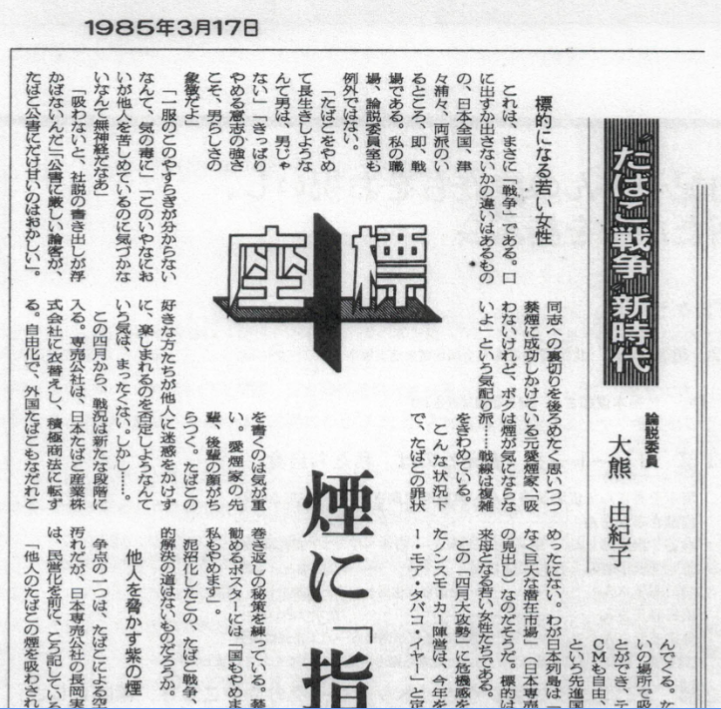 1985年3月17日
“たばこ戦争”新時代
論説委員
大熊 由紀子
標座
煙に「指
標的になる若い女性
これは、まさに「戦争」である。口
に出すか出さないかの違いはあるもの
の、日本全国、津
々浦々、両派のい
るところ、即、戦
場である。私の職
場、論説委員室も
例外ではない。
「たばこをやめ
て長生きしような
んて男は、男じゃ
ない」「きっぱり
やめる意志の強さ
こそ、男らしさの
象徴だよ」
「一服のこのやすらぎが分からない
なんて、気の毒に」「このいやなにお
いが他人を苦しめているのに気づかな
いなんて無神経だなあ」
「吸わないと、社説の書き出しが浮
かばないんだ」「公害に厳しい論客が、
たばこ公害にだけ甘いのはおかしい」。
同志への裏切りを後ろめたく思いつつ
禁煙に成功しかけている元愛煙家、吸
わないけれど、ボクは煙が気にならな
いよ」という気配り派……戦線は複雑
をきわめている。
こんな状況下
で、たばこの罪状
を書くのは気が重
い。愛煙家の先
輩、後輩の顔がち
らつく。たばこの
好きな方たちが他人に迷惑をかけず
に、楽しまれるのを否定しようなんて
いう気は、まったくない。しかし……。
この四月から、戦況は新たな段階に
入る。専売公社は、日本たばこ産業株
式会社に衣替えし、積極商法に転ず
る。自由化で、外国たばこもなだれこ
んでくる。た
いの場所で吸
とができ、テ
CMも自由、
という先進国
めったにない。わが日本列島は「
なく巨大な潜在市場」(日本専売
の見出し)なのだそうだ。標的は
来母となる若い女性たちである。
この「四月大攻勢」に危機感を
たノンスモーカー陣営は、今年を
ー・モア・タバコ・イヤー」と定
巻き返しの秘策を練っている。募
勧めるポスターには「国もやめま
私もやめます」。
泥沼化したこの、たばこ戦争、
的解決の道はないものだろうか。
他人を脅かす紫の煙
争点の一つは、たばこによる空
汚れだが、日本専売公社の長岡実
は、民営化を前に、こう記している
「他人のたばこの煙を吸わされ